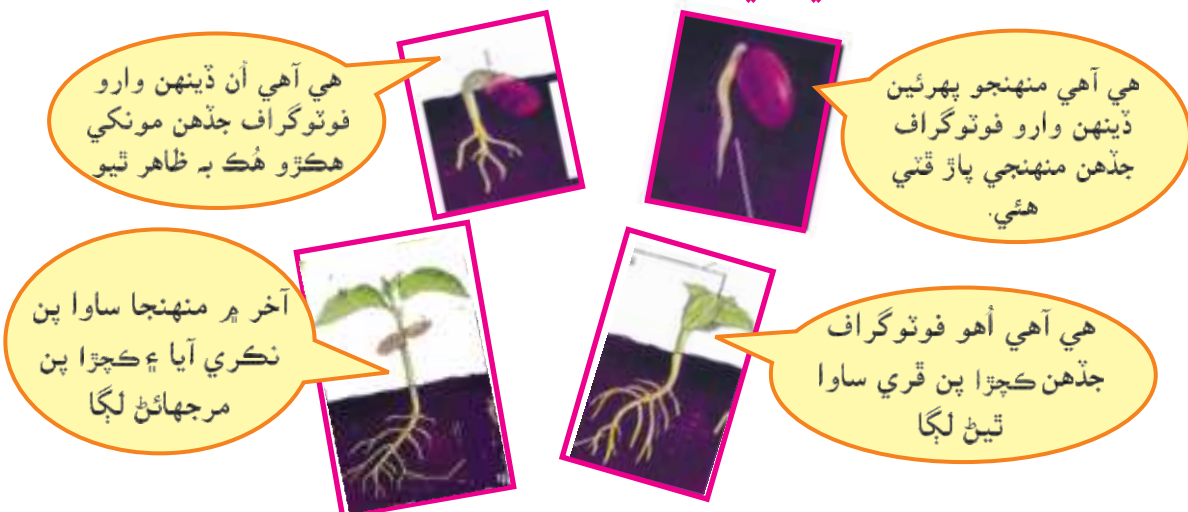 هي آهي منهنجو پهرئين
ڏينهن وارو فوٽوگراف
جڏهن منهنجي پاڙ ڦٽي
هئي.
هي آهي اُن ڏينهن وارو
فوٽوگراف جڏهن مونکي
هڪڙو هُڪ بہ ظاهر ٿيو
هي آهي اُهو فوٽوگراف
جڏهن ڪچڙا پن ڦري ساوا
ٿيڻ لڳا
آخر ۾ منهنجا ساوا پن
نڪري آيا ۽ ڪچڙا پن
مرجهائڻ لڳا